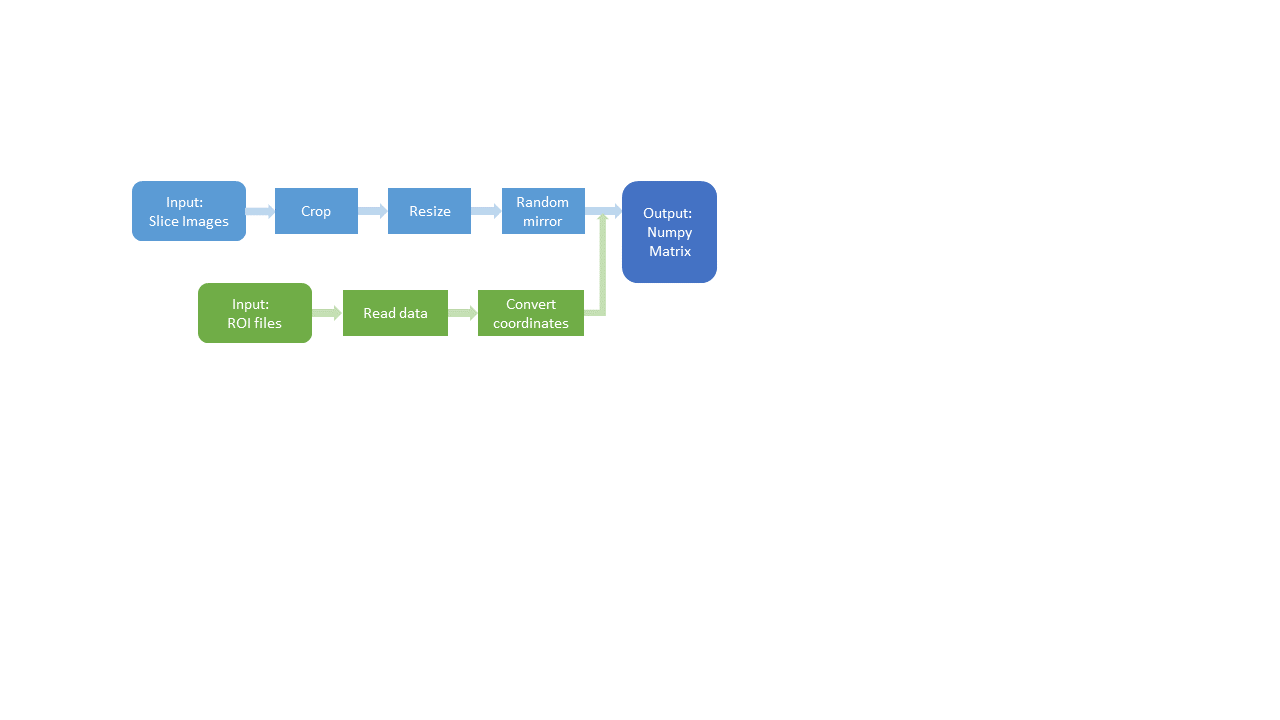 Input:
Slice Images
Crop
Resize
Random
mirror
Output:
Numpy
Matrix
Input:
ROI files
Read data
Convert
coordinates